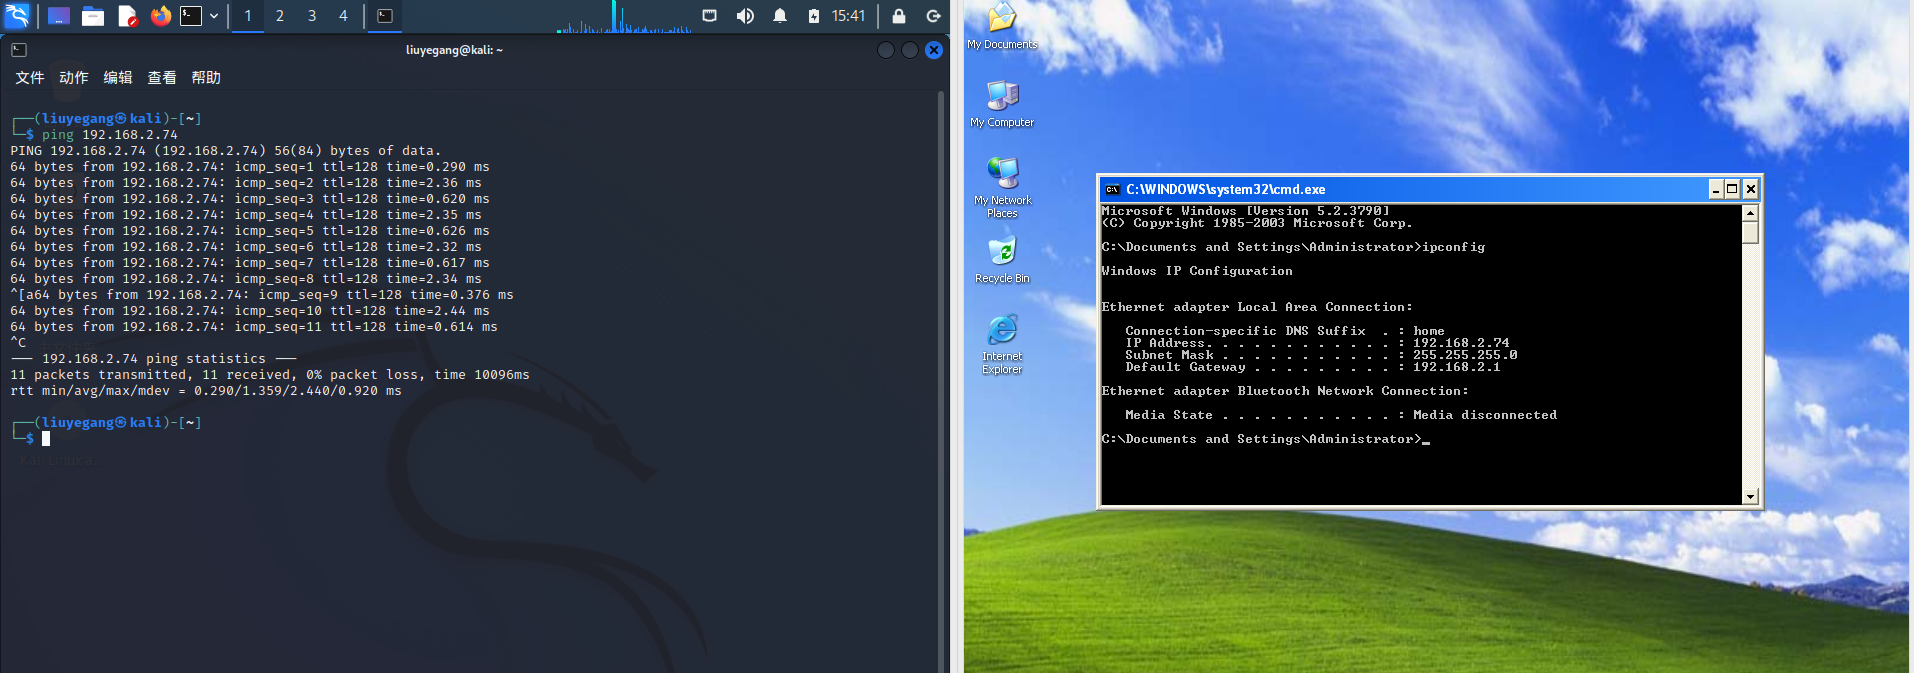 1 2 3 4 15:41
liuyegang@kali: ~
文件 动作 编辑 查看 帮助
┌──(liuyegang㉿kali)-[~]
└─$ ping 192.168.2.74
PING 192.168.2.74 (192.168.2.74) 56(84) bytes of data.
64 bytes from 192.168.2.74: icmp_seq=1 ttl=128 time=0.290 ms
64 bytes from 192.168.2.74: icmp_seq=2 ttl=128 time=2.36 ms
64 bytes from 192.168.2.74: icmp_seq=3 ttl=128 time=0.620 ms
64 bytes from 192.168.2.74: icmp_seq=4 ttl=128 time=2.35 ms
64 bytes from 192.168.2.74: icmp_seq=5 ttl=128 time=0.626 ms
64 bytes from 192.168.2.74: icmp_seq=6 ttl=128 time=2.32 ms
64 bytes from 192.168.2.74: icmp_seq=7 ttl=128 time=0.617 ms
64 bytes from 192.168.2.74: icmp_seq=8 ttl=128 time=2.34 ms
^[a64 bytes from 192.168.2.74: icmp_seq=9 ttl=128 time=0.376 ms
64 bytes from 192.168.2.74: icmp_seq=10 ttl=128 time=2.44 ms
64 bytes from 192.168.2.74: icmp_seq=11 ttl=128 time=0.614 ms
^C
--- 192.168.2.74 ping statistics ---
11 packets transmitted, 11 received, 0% packet loss, time 10096ms
rtt min/avg/max/mdev = 0.290/1.359/2.440/0.920 ms
┌──(liuyegang㉿kali)-[~]
└─$
My Documents
My Computer
My Network
Places
Recycle Bin
Internet
Explorer
C:\WINDOWS\system32\cmd.exe
Microsoft Windows [Version 5.2.3790]
(C) Copyright 1985-2003 Microsoft Corp.
C:\Documents and Settings\Administrator>ipconfig
Windows IP Configuration
Ethernet adapter Local Area Connection:
Connection-specific DNS Suffix . : home
IP Address. . . . . . . . . . . . : 192.168.2.74
Subnet Mask . . . . . . . . . . . : 255.255.255.0
Default Gateway . . . . . . . . . : 192.168.2.1
Ethernet adapter Bluetooth Network Connection:
Media State . . . . . . . . . . . : Media disconnected
C:\Documents and Settings\Administrator>_